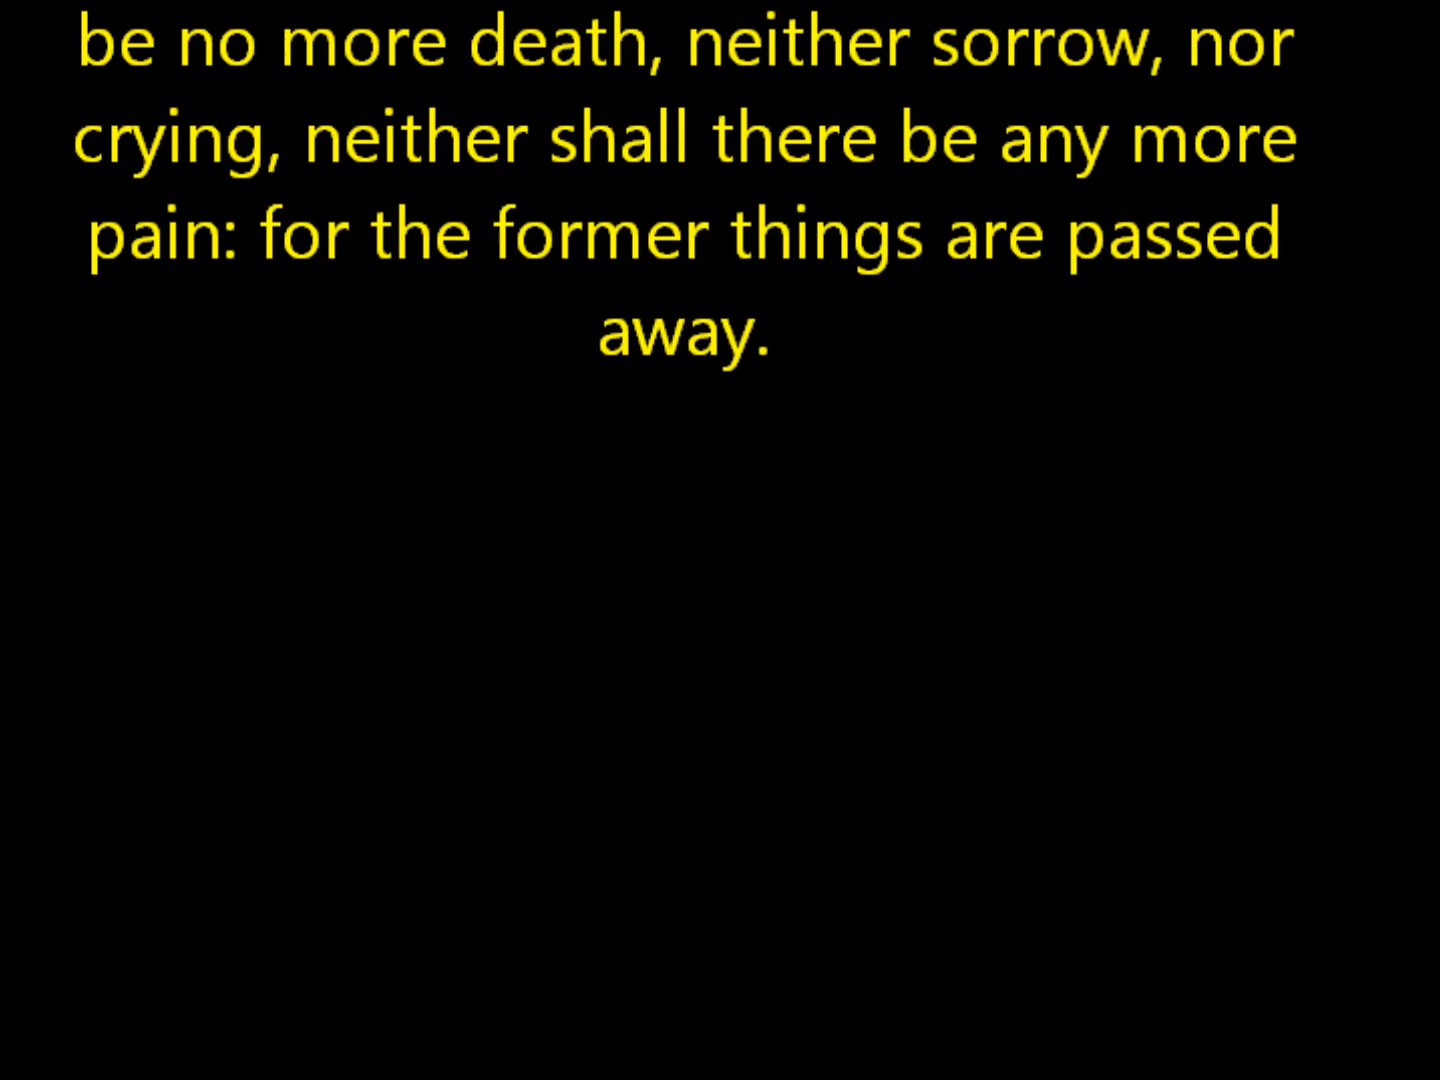 be no more death, neither sorrow, nor
crying, neither shall there be any more
pain: for the former things are passed
away.